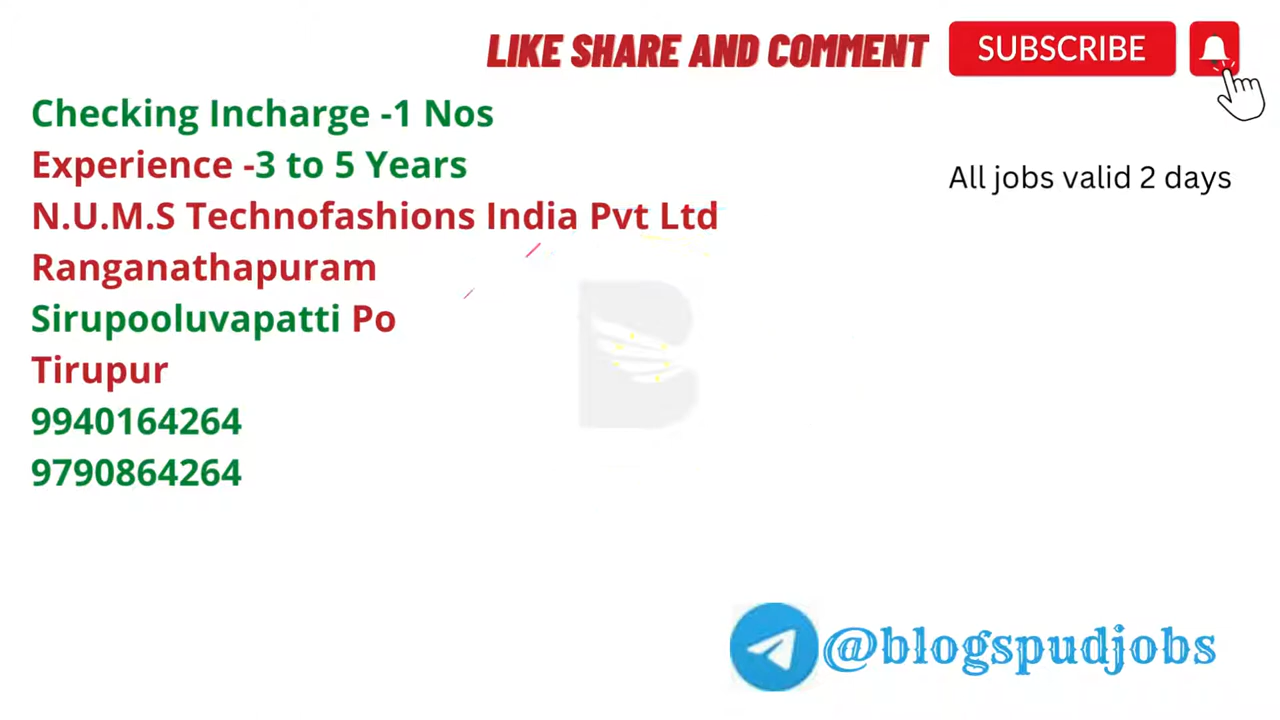 LIKE SHARE AND COMMENT
SUBSCRIBE
Checking Incharge -1 Nos
Experience -3 to 5 Years
All jobs valid 2 days
N.U.M.S Technofashions India Pvt Ltd
Ranganathapuram
Sirupooluvapatti Po
Tirupur
9940164264
9790864264
@blogspudjobs